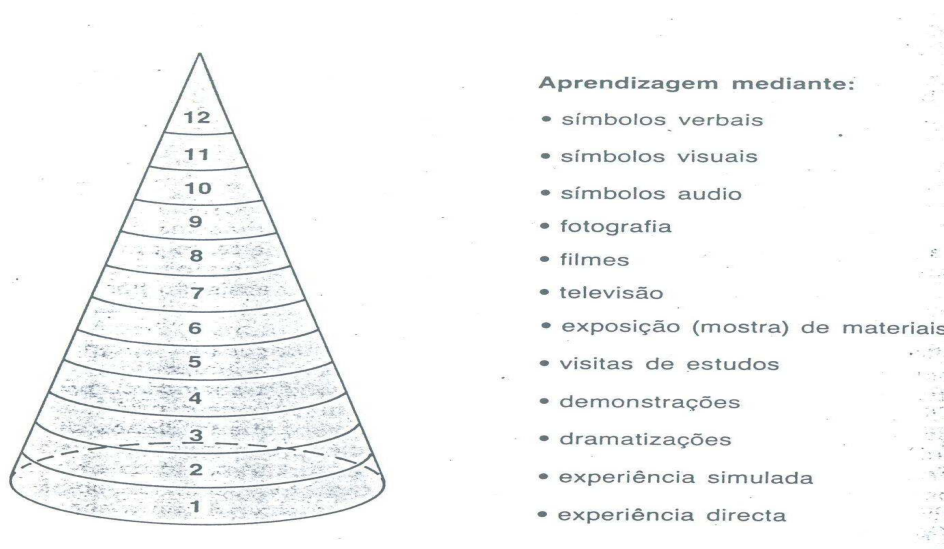 12
11
10
9
8
7
6
5
4
3
2
1
Aprendizagem mediante:
• símbolos verbais
• símbolos visuais
• símbolos audio
• fotografia
• filmes
• televisão
• exposição (mostra) de materiais
• visitas de estudos
• demonstrações
• dramatizações
• experiência simulada
• experiência directa